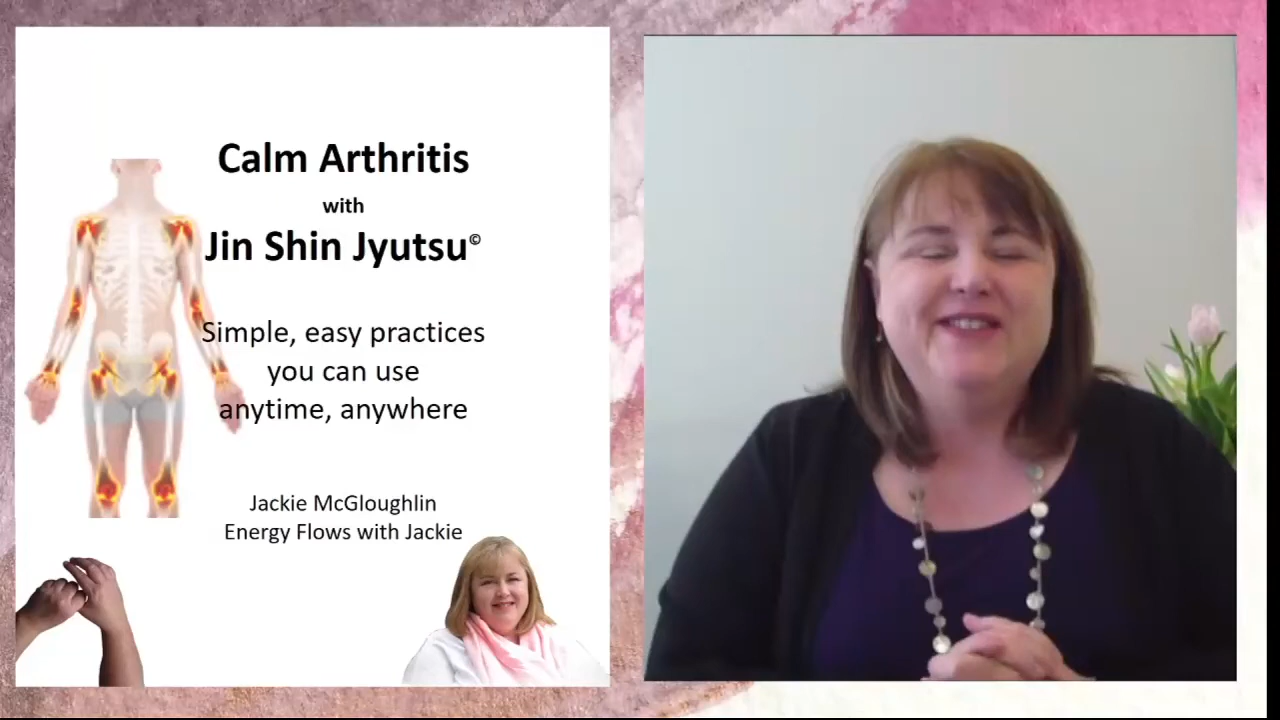 Calm Arthritis
with
Jin Shin Jyutsu©
Simple, easy practices
you can use
anytime, anywhere
Jackie McGloughlin
Energy Flows with Jackie